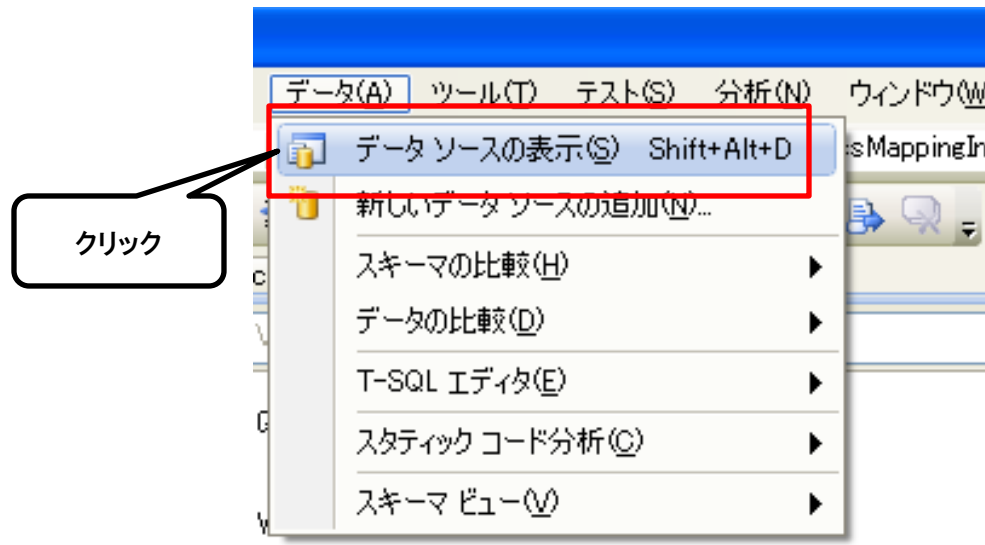 データ(A) ツール(T) テスト(S) 分析(N) ウィンドウ(W
データ ソースの表示(S) Shift+Alt+D
sMappingIn
新しいデータ ソースの追加(N)...
クリック
スキーマの比較(H)
データの比較(D)
T-SQL エディタ(E)
スタティック コード分析(C)
スキーマ ビュー(V)